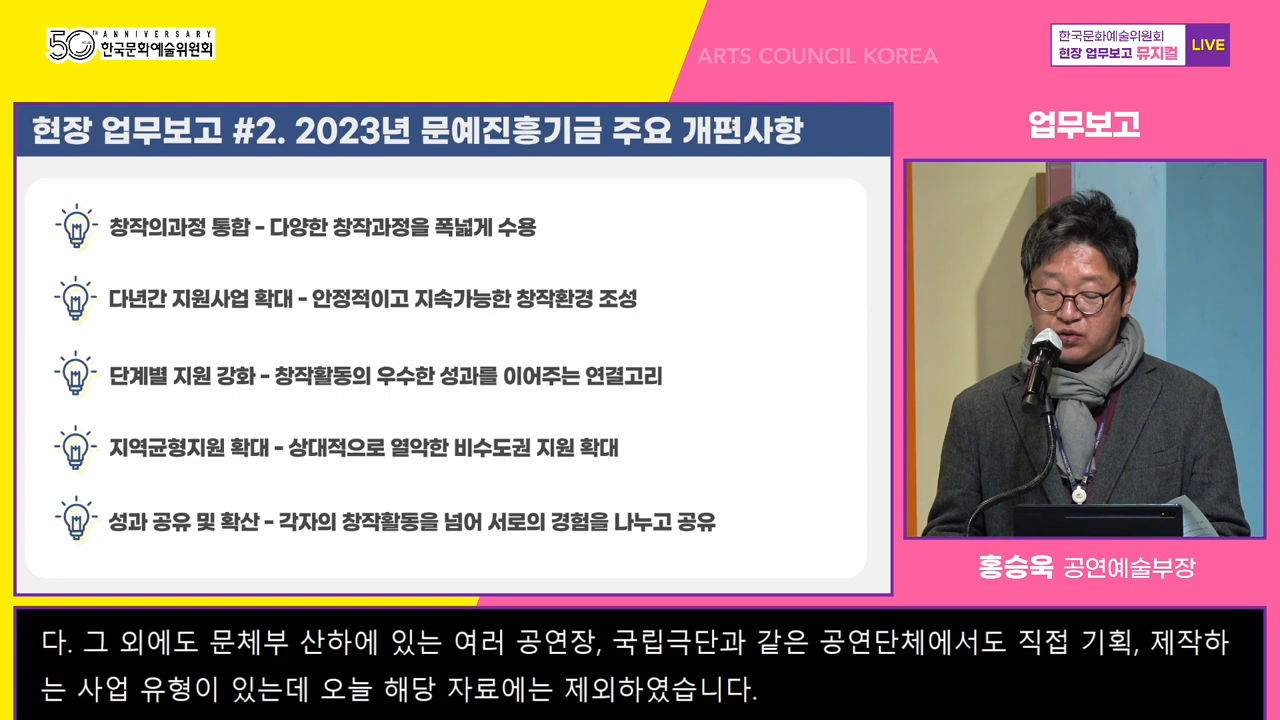 50TH ANNIVERSARY
한국문화예술위원회
ARTS COUNCIL KOREA
한국문화예술위원회
현장 업무보고 뮤지컬
LIVE
현장 업무보고 #2. 2023년 문예진흥기금 주요 개편사항
업무보고
창작의과정 통합 - 다양한 창작과정을 폭넓게 수용
다년간 지원사업 확대 - 안정적이고 지속가능한 창작환경 조성
단계별 지원 강화 - 창작활동의 우수한 성과를 이어주는 연결고리
지역균형지원 확대 - 상대적으로 열악한 비수도권 지원 확대
성과 공유 및 확산 - 각자의 창작활동을 넘어 서로의 경험을 나누고 공유
홍승욱 공연예술부장
다. 그 외에도 문체부 산하에 있는 여러 공연장, 국립극단과 같은 공연단체에서도 직접 기획, 제작하
는 사업 유형이 있는데 오늘 해당 자료에는 제외하였습니다.